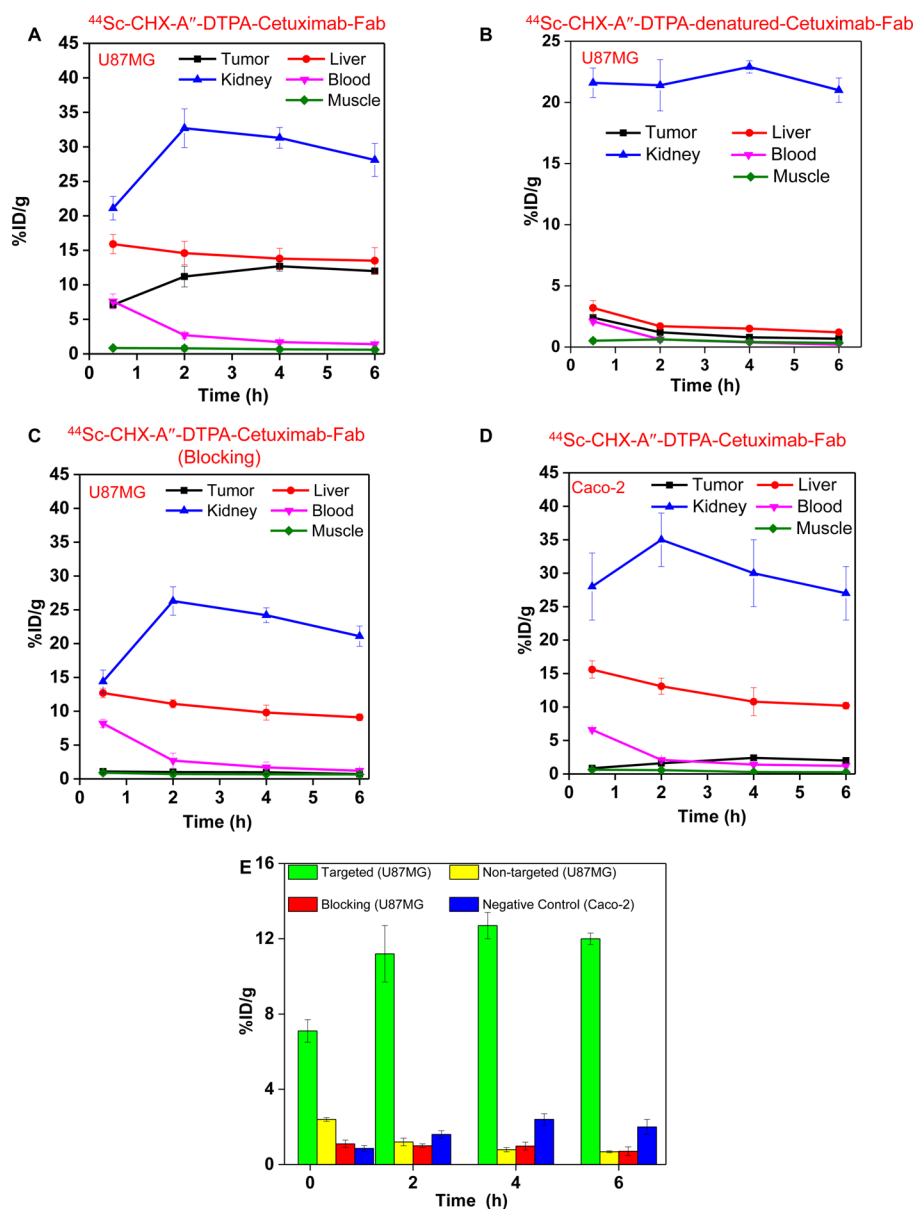 A
⁴⁴Sc-CHX-A″-DTPA-Cetuximab-Fab
U87MG
Tumor
Liver
Kidney
Blood
Muscle
45
40
35
30
25
20
15
10
5
0
%ID/g
0 1 2 3 4 5 6
Time (h)
B
⁴⁴Sc-CHX-A″-DTPA-denatured-Cetuximab-Fab
U87MG
Tumor
Liver
Kidney
Blood
Muscle
25
20
15
10
5
0
%ID/g
0 1 2 3 4 5 6
Time (h)
C
⁴⁴Sc-CHX-A″-DTPA-Cetuximab-Fab
(Blocking)
U87MG
Tumor
Liver
Kidney
Blood
Muscle
45
40
35
30
25
20
15
10
5
0
%ID/g
0 1 2 3 4 5 6
Time (h)
D
⁴⁴Sc-CHX-A″-DTPA-Cetuximab-Fab
Caco-2
Tumor
Liver
Kidney
Blood
Muscle
45
40
35
30
25
20
15
10
5
0
%ID/g
0 1 2 3 4 5 6
Time (h)
E
Targeted (U87MG)
Non-targeted (U87MG)
Blocking (U87MG
Negative Control (Caco-2)
16
12
8
4
0
%ID/g
0 2 4 6
Time (h)